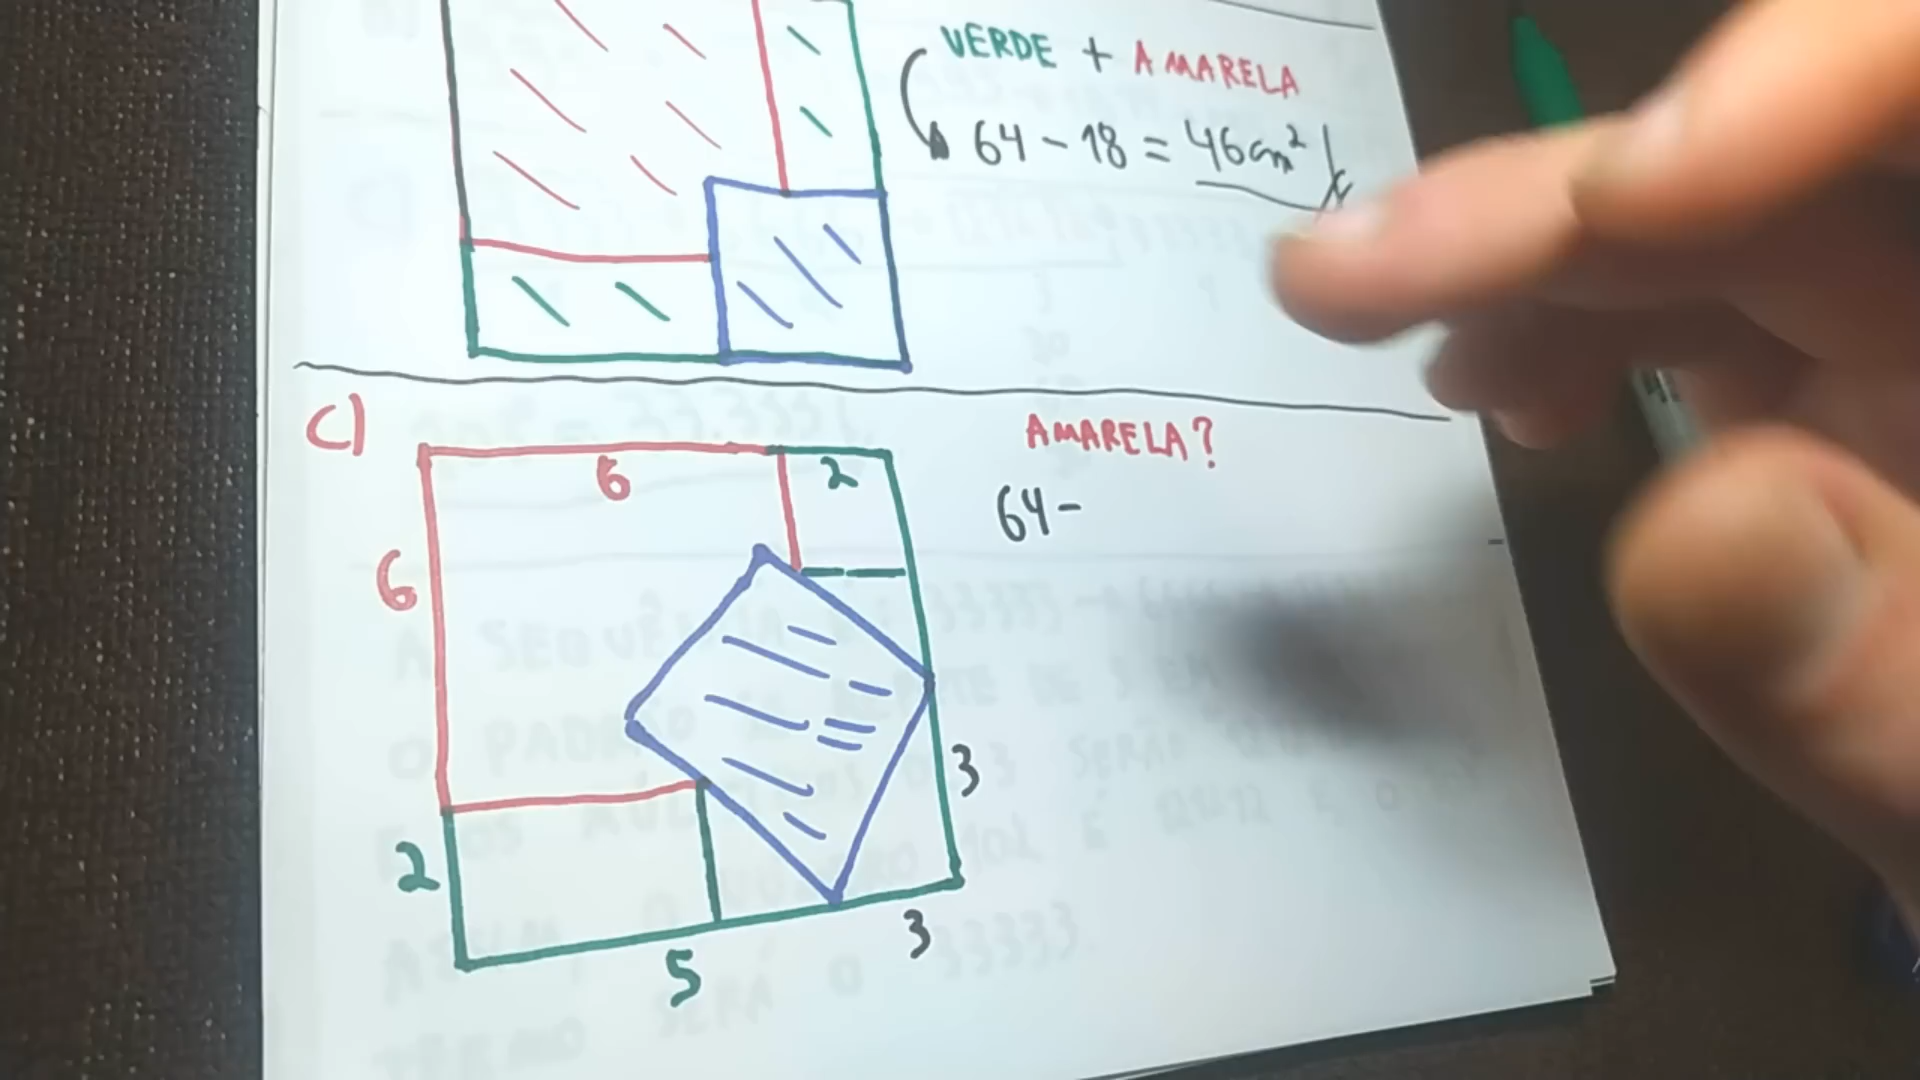 VERDE + AMARELA
64 - 18 = 46cm²
C)
AMARELA?
6
2
64 -
6
3
2
3
5